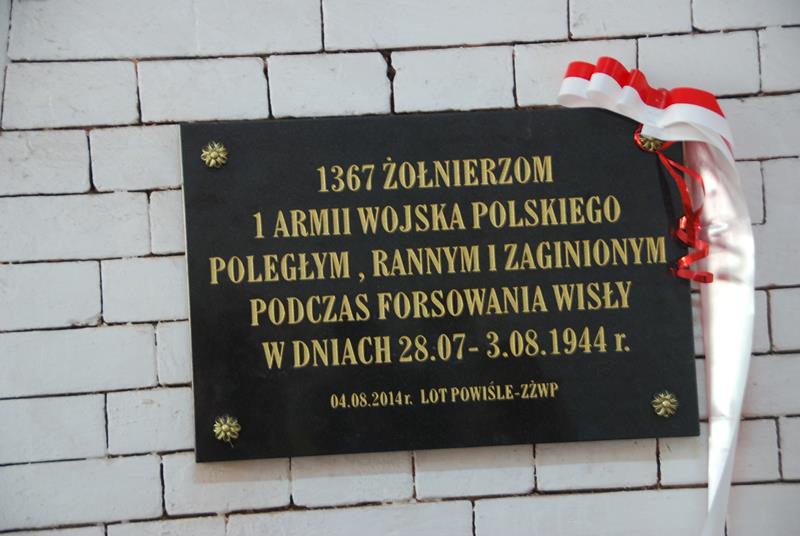 1367 ŻOŁNIERZOM
1 ARMII WOJSKA POLSKIEGO
POLEGŁYM , RANNYM I ZAGINIONYM
PODCZAS FORSOWANIA WISŁY
W DNIACH 28.07- 3.08.1944 r.
04.08.2014 r. LOT POWIŚLE-ZŻWP